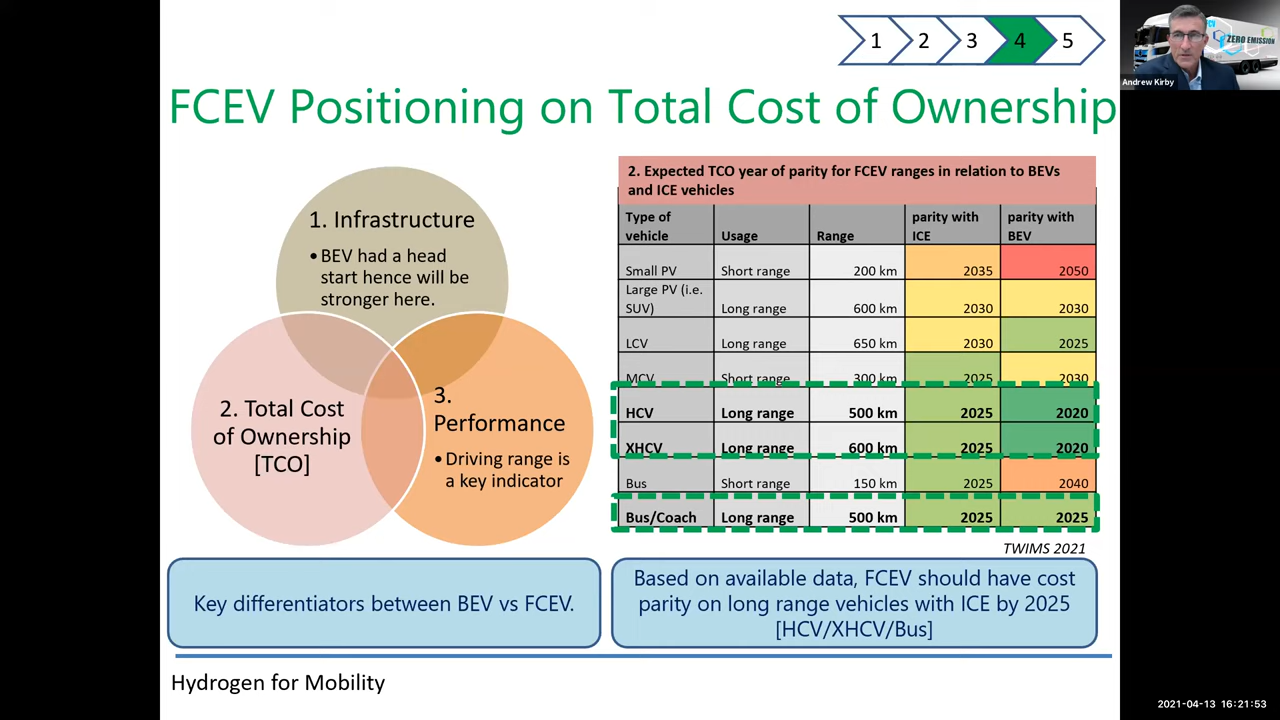 1 2 3 4 5
FCV
ZERO EMISSION
Andrew Kirby
FCEV Positioning on Total Cost of Ownership
1. Infrastructure
• BEV had a head
start hence will be
stronger here.
2. Total Cost
of Ownership
[TCO]
3.
Performance
• Driving range is
a key indicator
2. Expected TCO year of parity for FCEV ranges in relation to BEVs
and ICE vehicles
Type of vehicle Usage Range parity with ICE parity with BEV
Small PV Short range 200 km 2035 2050
Large PV (i.e. SUV) Long range 600 km 2030 2030
LCV Long range 650 km 2030 2025
MCV Short range 300 km 2025 2030
HCV Long range 500 km 2025 2020
XHCV Long range 600 km 2025 2020
Bus Short range 150 km 2025 2040
Bus/Coach Long range 500 km 2025 2025
TWIMS 2021
Key differentiators between BEV vs FCEV.
Based on available data, FCEV should have cost
parity on long range vehicles with ICE by 2025
[HCV/XHCV/Bus]
Hydrogen for Mobility
2021-04-13 16:21:53